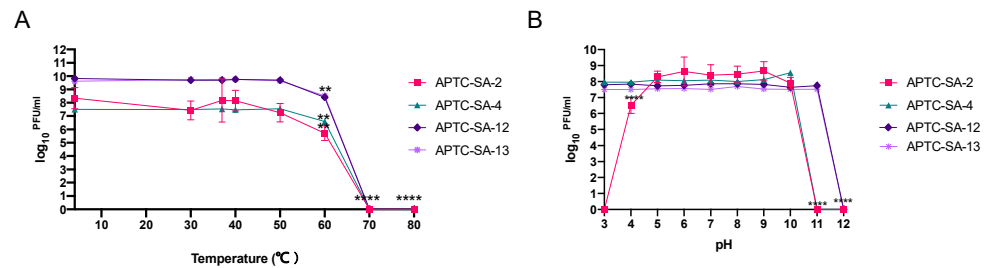 A
log10 PFU/ml
12
11
10
9
8
7
6
5
4
3
2
1
0
10 20 30 40 50 60 70 80
Temperature (℃)
**
**
**
**** ****
APTC-SA-2
APTC-SA-4
APTC-SA-12
APTC-SA-13
B
log10 PFU/ml
10
9
8
7
6
5
4
3
2
1
0
3 4 5 6 7 8 9 10 11 12
pH
****
**** ****
APTC-SA-2
APTC-SA-4
APTC-SA-12
APTC-SA-13